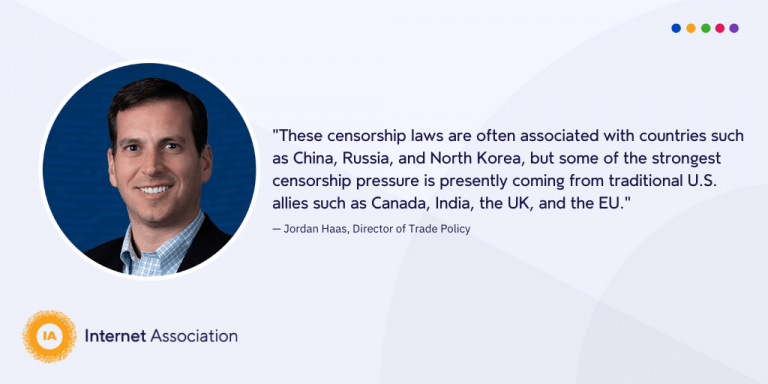 "These censorship laws are often associated with countries such
as China, Russia, and North Korea, but some of the strongest
censorship pressure is presently coming from traditional U.S.
allies such as Canada, India, the UK, and the EU."
— Jordan Haas, Director of Trade Policy
IA
Internet Association